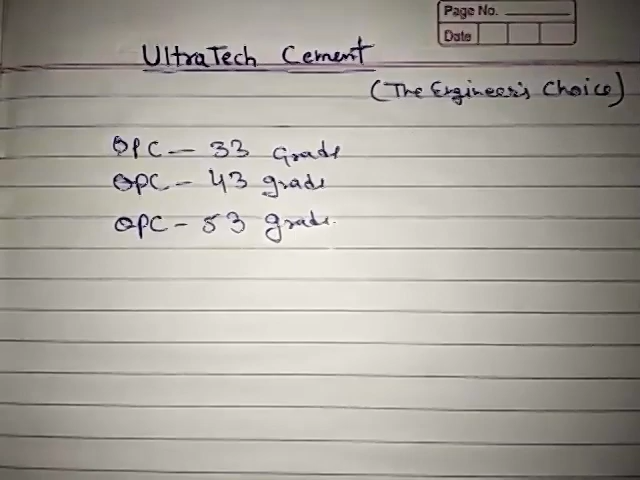 Page No.
Date
UltraTech Cement
(The Engineer's Choice)
OPC - 33 Grade
OPC - 43 grade
OPC - 53 grade.